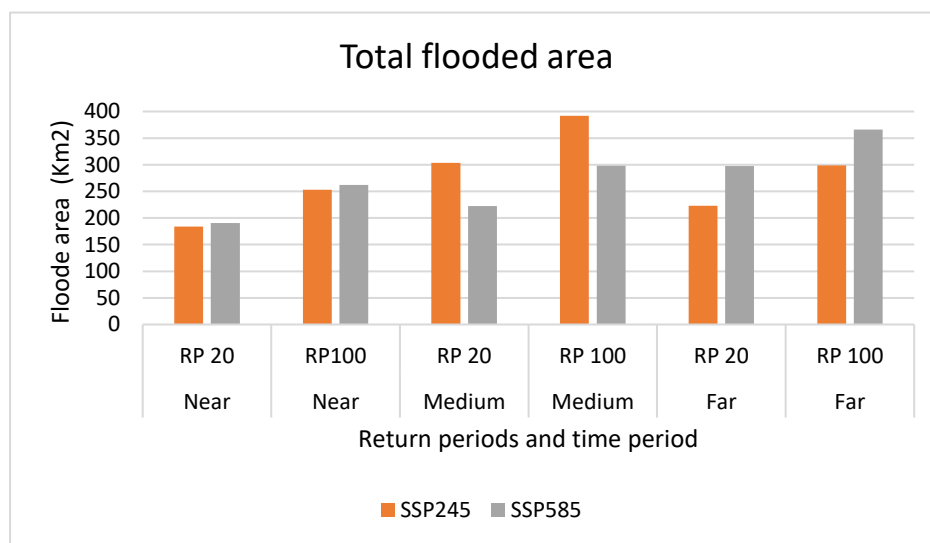 Total flooded area
Floode area (Km2)
400
350
300
250
200
150
100
50
0
RP 20 RP100 RP 20 RP 100 RP 20 RP 100
Near Near Medium Medium Far Far
Return periods and time period
SSP245 SSP585